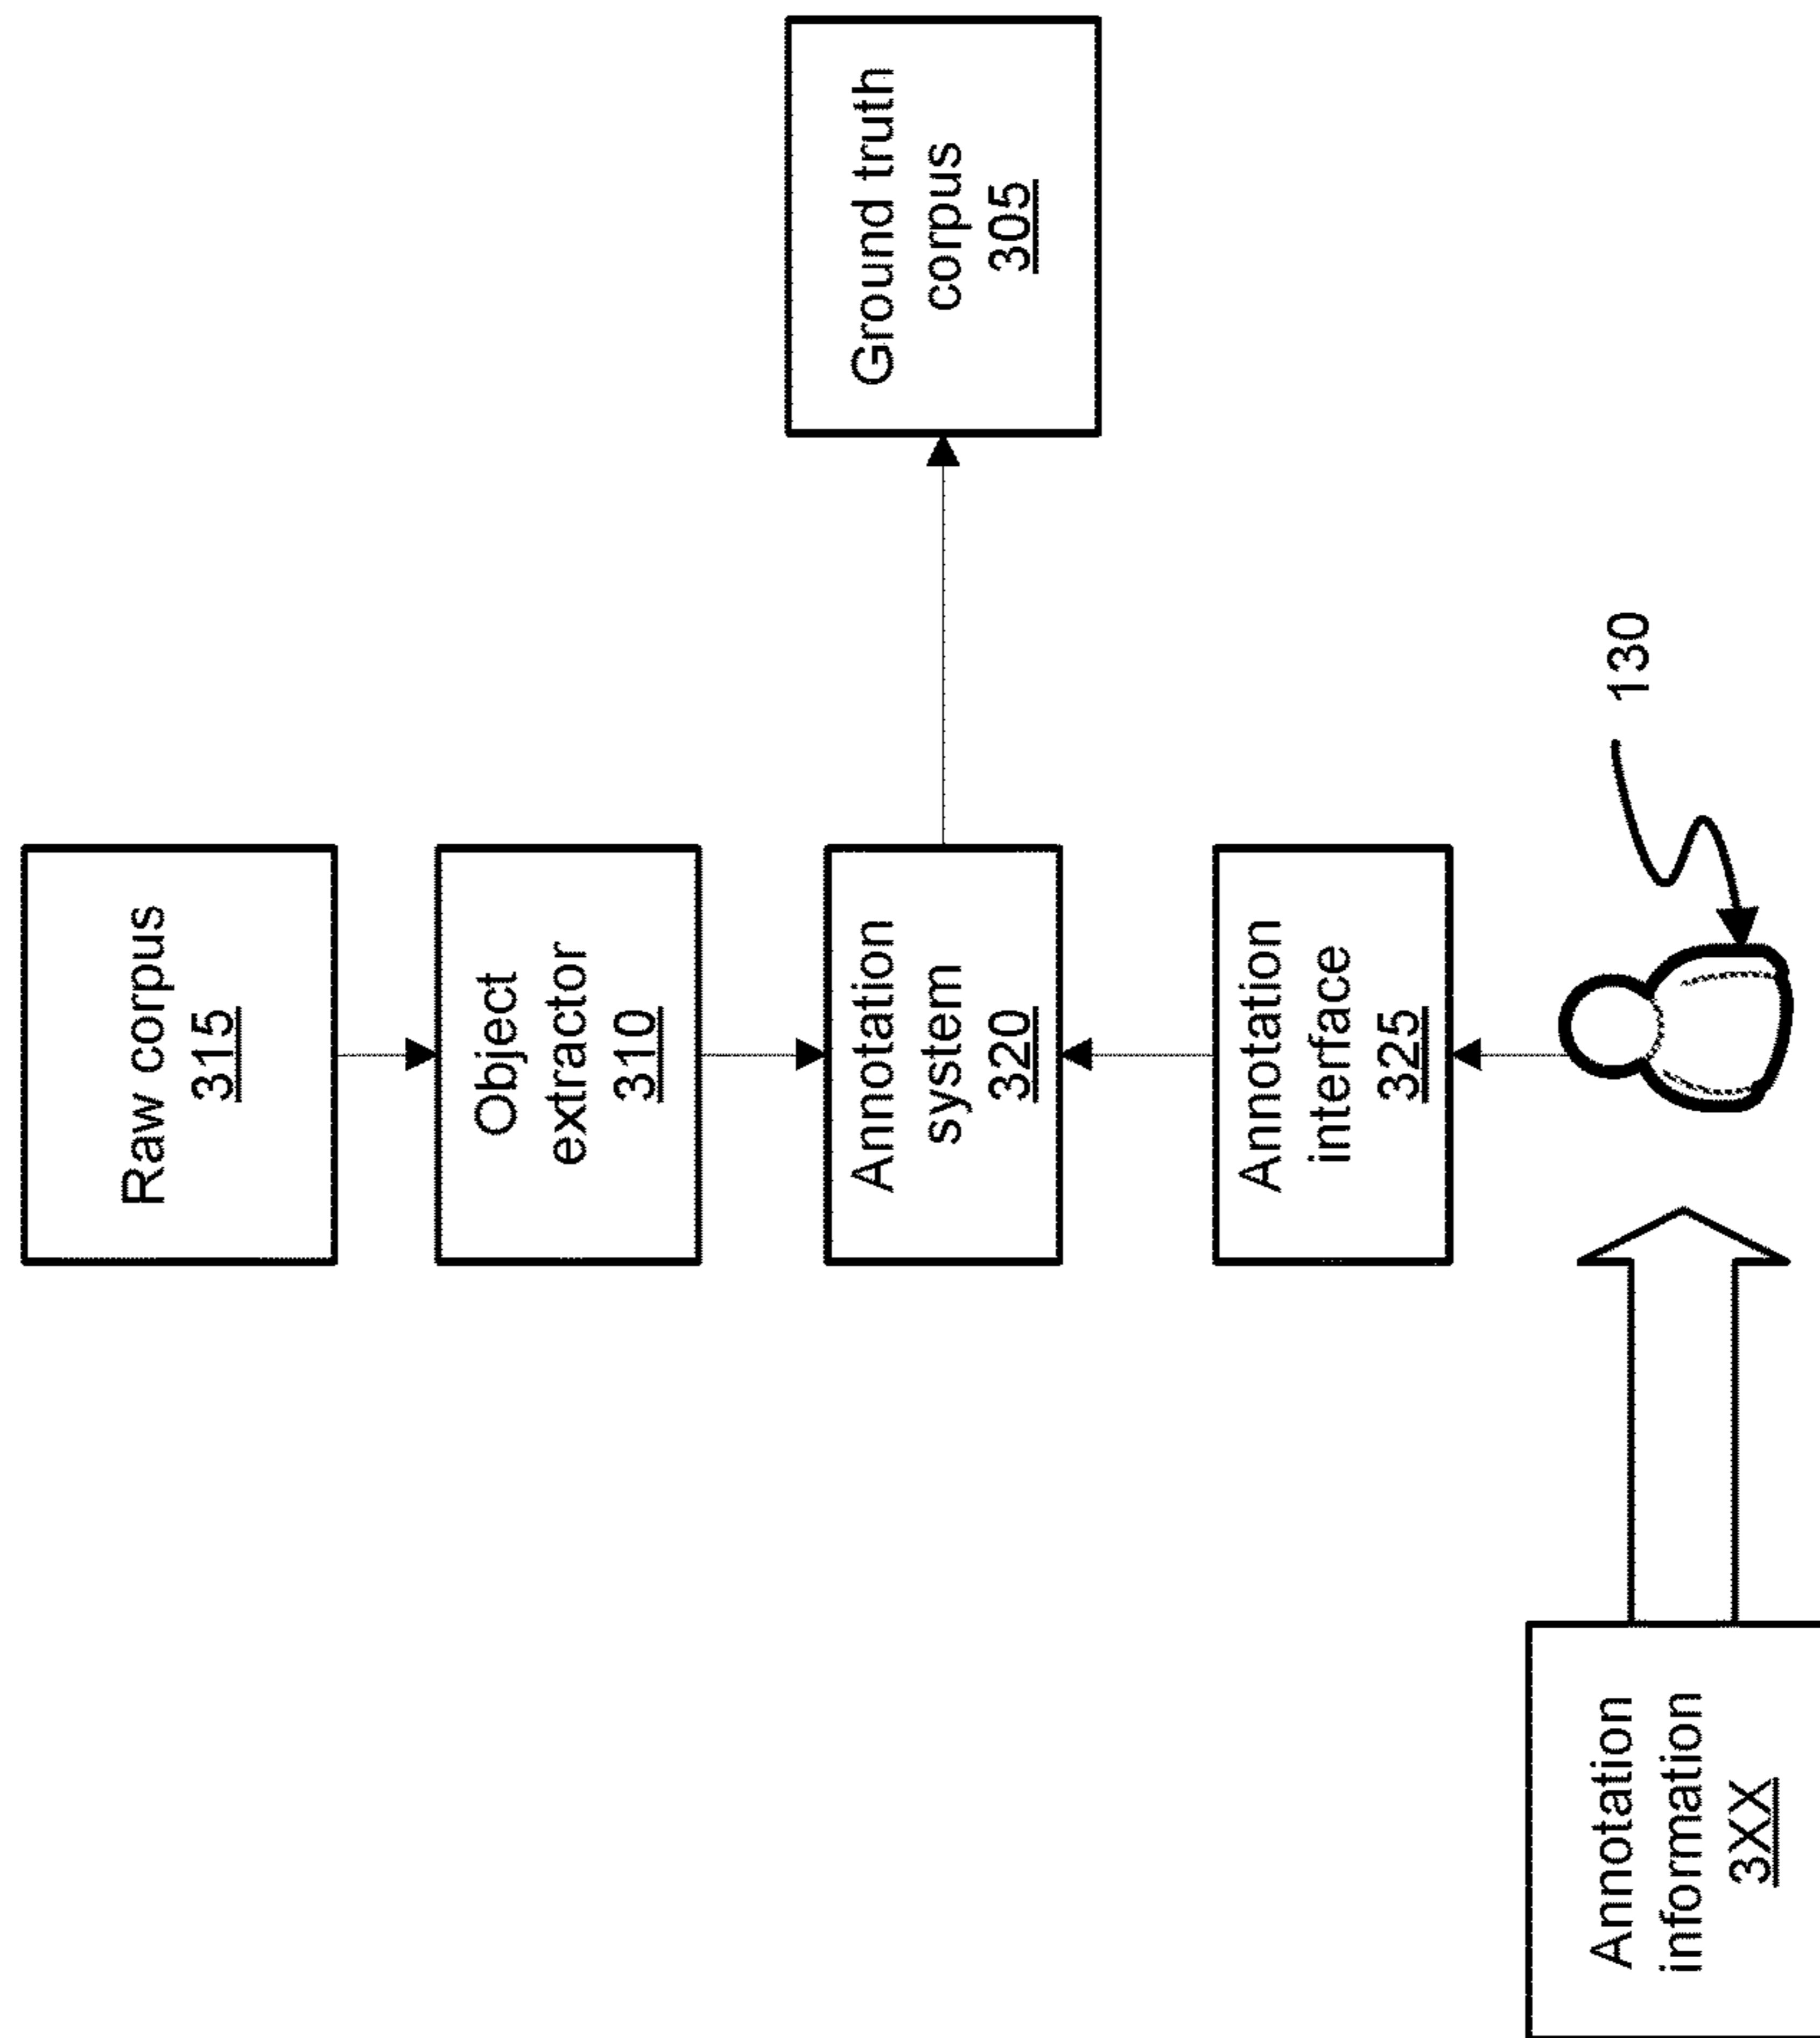 Raw corpus
315
Object
extractor
310
Annotation
system
320
Ground truth
corpus
305
Annotation
interface
325
130
Annotation
information
3XX